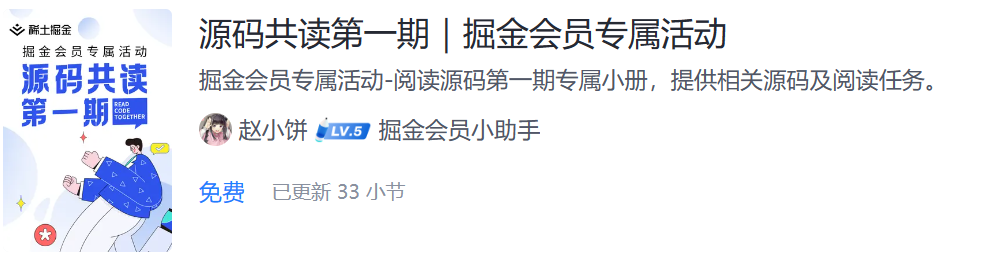 稀土掘金
掘金会员专属活动
源码共读
第一期
READ
CODE
TOGETHER
源码共读第一期｜掘金会员专属活动
掘金会员专属活动-阅读源码第一期专属小册，提供相关源码及阅读任务。
赵小饼 LV.5 掘金会员小助手
免费 已更新 33 小节